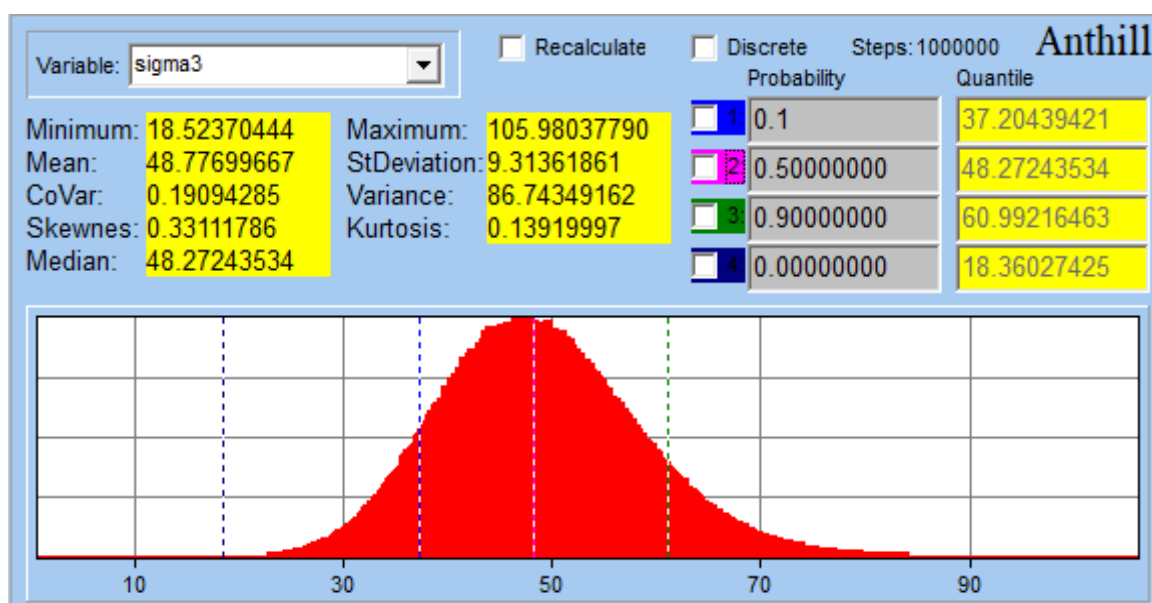 Variable: sigma3
Recalculate
Discrete Steps: 1000000 Anthill
Probability Quantile
Minimum: 18.52370444 Maximum: 105.98037790
Mean: 48.77699667 StDeviation: 9.31361861
CoVar: 0.19094285 Variance: 86.74349162
Skewnes: 0.33111786 Kurtosis: 0.13919997
Median: 48.27243534
1: 0.1 37.20439421
2: 0.50000000 48.27243534
3: 0.90000000 60.99216463
4: 0.00000000 18.36027425
10 30 50 70 90